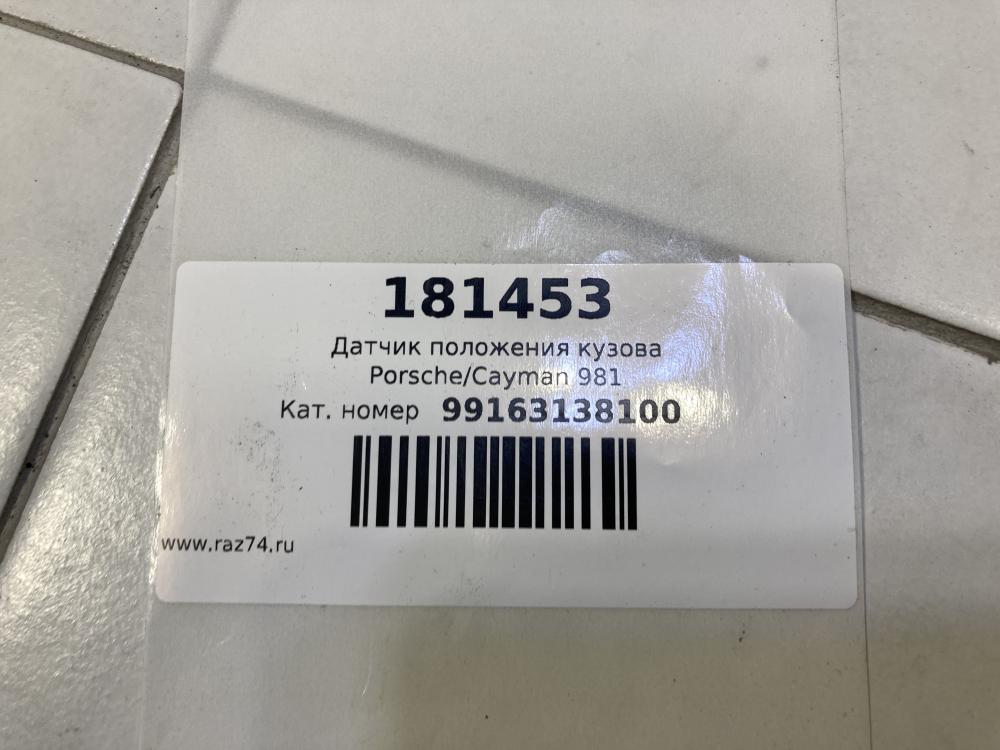 181453
Датчик положения кузова
Porsche/Cayman 981
Кат. номер 99163138100
www.raz74.ru